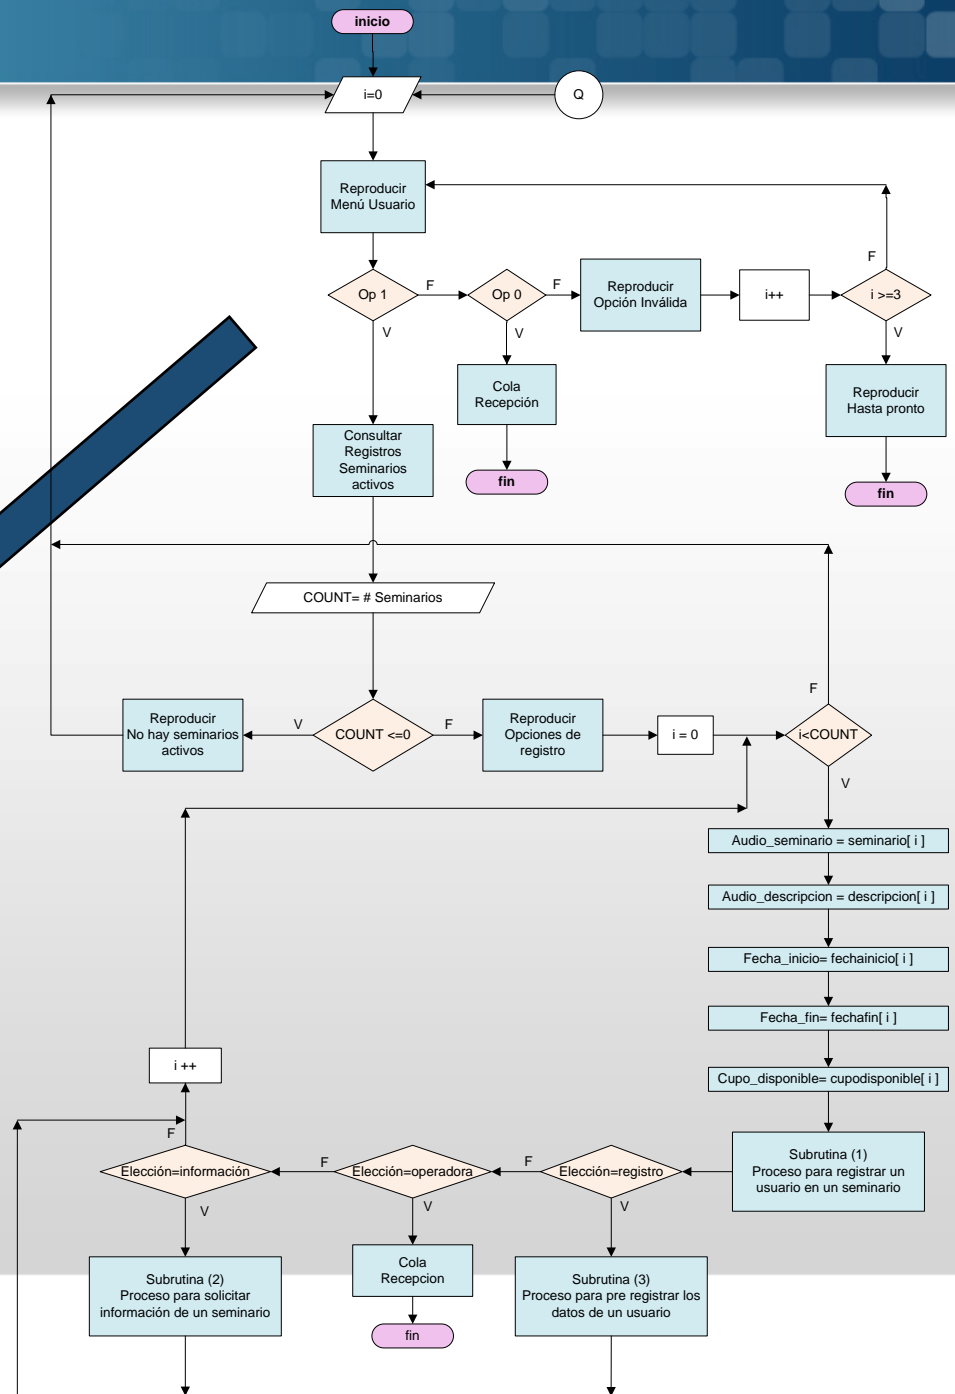 inicio
i=0
Q
Reproducir
Menú Usuario
F
Op 1
F
Op 0
F
Reproducir
Opción Inválida
i++
i >=3
V
V
V
Cola
Recepción
Reproducir
Hasta pronto
Consultar
Registros
Seminarios
activos
fin
fin
COUNT= # Seminarios
F
Reproducir
No hay seminarios
activos
V
COUNT <=0
F
Reproducir
Opciones de
registro
i = 0
i<COUNT
V
Audio_seminario = seminario[ i ]
Audio_descripcion = descripcion[ i ]
Fecha_inicio= fechainicio[ i ]
Fecha_fin= fechafin[ i ]
Cupo_disponible= cupodisponible[ i ]
i ++
F
Subrutina (1)
Proceso para registrar un
usuario en un seminario
Elección=información
F
Elección=operadora
F
Elección=registro
V
V
V
Subrutina (2)
Proceso para solicitar
información de un seminario
Cola
Recepcion
Subrutina (3)
Proceso para pre registrar los
datos de un usuario
fin